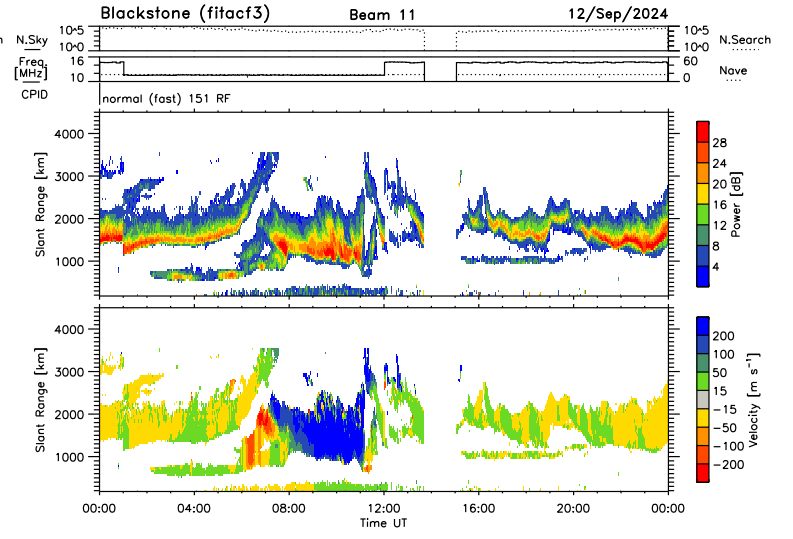 Blackstone (fitacf3) Beam 11 12/Sep/2024
n N.Sky 10^5 10^0 10^5 10^0 N.Search
Freq. [MHz] 16 10 60 0 Nave
CPID normal (fast) 151 RF
Slant Range [km] 4000 3000 2000 1000
28 24 20 16 12 8 4 Power [dB]
Slant Range [km] 4000 3000 2000 1000
200 100 50 15 −15 −50 −100 −200 Velocity [m s⁻¹]
00:00 04:00 08:00 12:00 16:00 20:00 00:00
Time UT